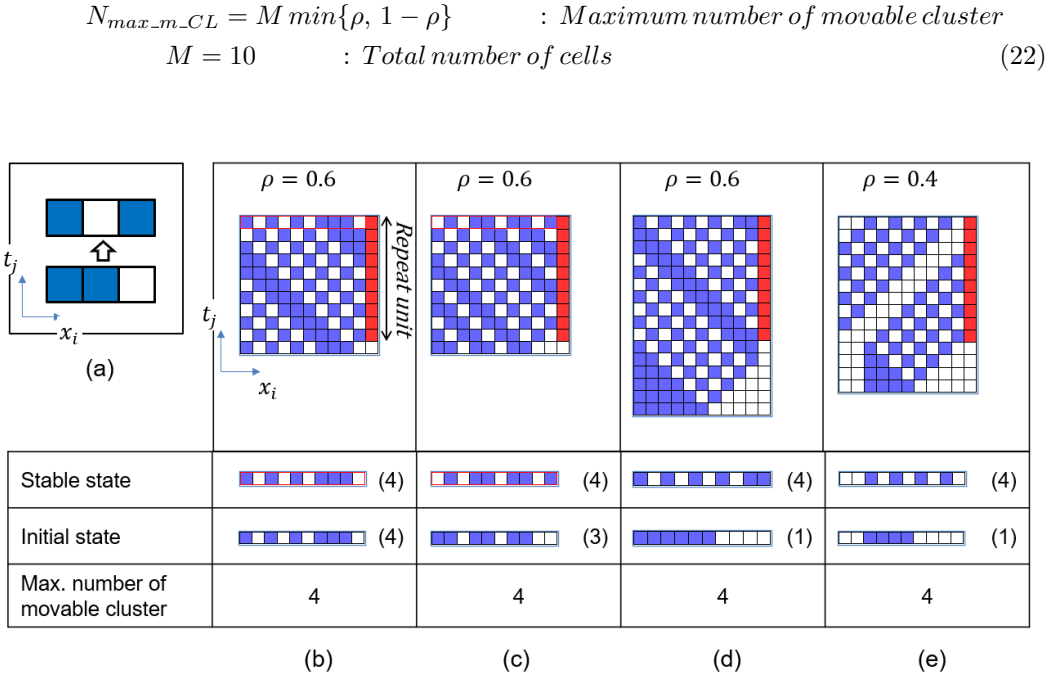 N_{max_m_CL} = M min{ρ, 1 − ρ} : Maximum number of movable cluster
M = 10 : Total number of cells (22)
ρ = 0.6 ρ = 0.6 ρ = 0.6 ρ = 0.4
t_j
x_i
(a)
Repeat unit
t_j
x_i
Repeat unit
Stable state (4) (4) (4) (4)
Initial state (4) (3) (1) (1)
Max. number of
movable cluster 4 4 4 4
(b) (c) (d) (e)